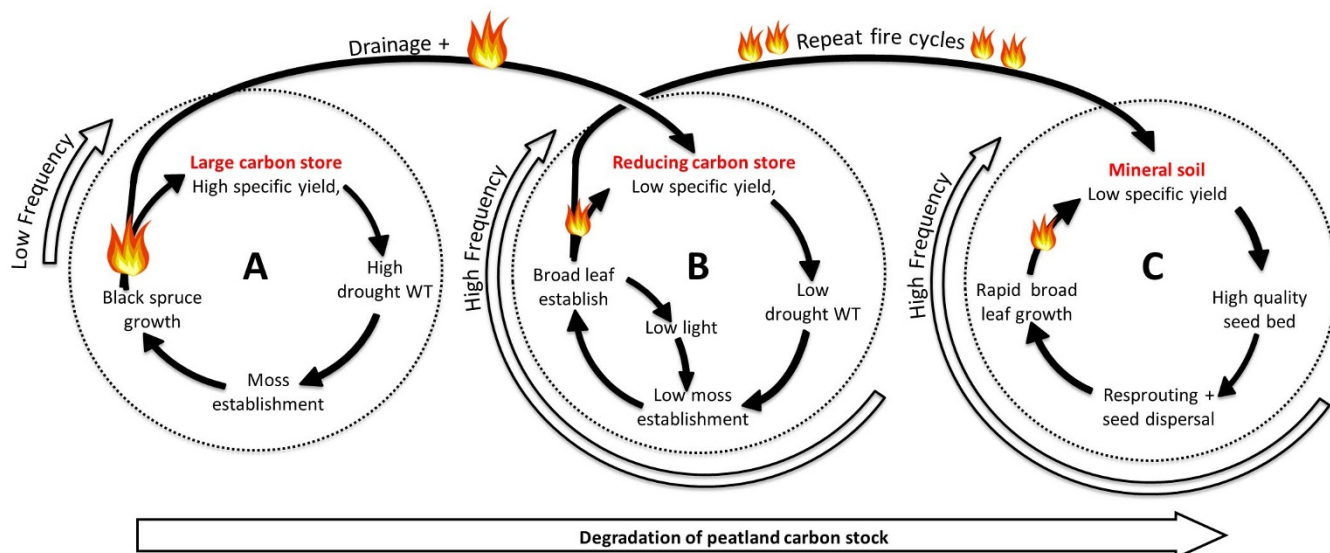 Drainage +
Repeat fire cycles
Low Frequency
Large carbon store
High specific yield,
A
High
drought WT
Moss
establishment
Black spruce
growth
High Frequency
Reducing carbon store
Low specific yield,
B
Low
drought WT
Low moss
establishment
Broad leaf
establish
Low light
High Frequency
Mineral soil
Low specific yield
C
High quality
seed bed
Resprouting +
seed dispersal
Rapid broad
leaf growth
Degradation of peatland carbon stock